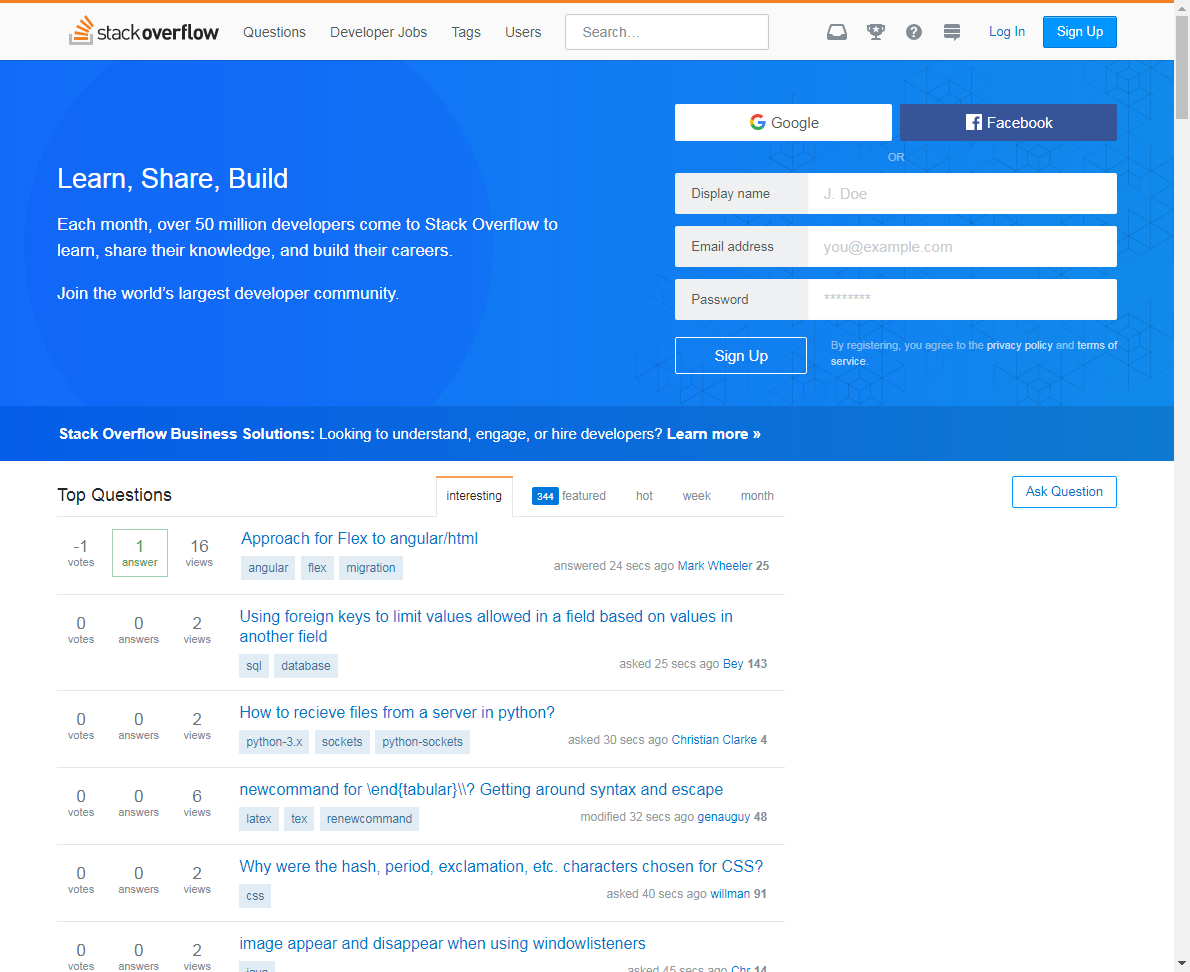 stackoverflow Questions Developer Jobs Tags Users Search... Log In Sign Up
Google Facebook
OR
Learn, Share, Build
Each month, over 50 million developers come to Stack Overflow to
learn, share their knowledge, and build their careers.
Join the world’s largest developer community.
Display name J. Doe
Email address you@example.com
Password ********
Sign Up
By registering, you agree to the privacy policy and terms of
service.
Stack Overflow Business Solutions: Looking to understand, engage, or hire developers? Learn more »
Top Questions interesting 344 featured hot week month Ask Question
-1 1 16 Approach for Flex to angular/html
votes answer views
angular flex migration answered 24 secs ago Mark Wheeler 25
0 0 2 Using foreign keys to limit values allowed in a field based on values in
votes answers views another field
sql database asked 25 secs ago Bey 143
0 0 2 How to recieve files from a server in python?
votes answers views
python-3.x sockets python-sockets asked 30 secs ago Christian Clarke 4
0 0 6 newcommand for \end{tabular}\\? Getting around syntax and escape
votes answers views
latex tex renewcommand modified 32 secs ago genauguy 48
0 0 2 Why were the hash, period, exclamation, etc. characters chosen for CSS?
votes answers views
css asked 40 secs ago willman 91
0 0 2 image appear and disappear when using windowlisteners
votes answers views
java asked 45 secs ago Chr 14